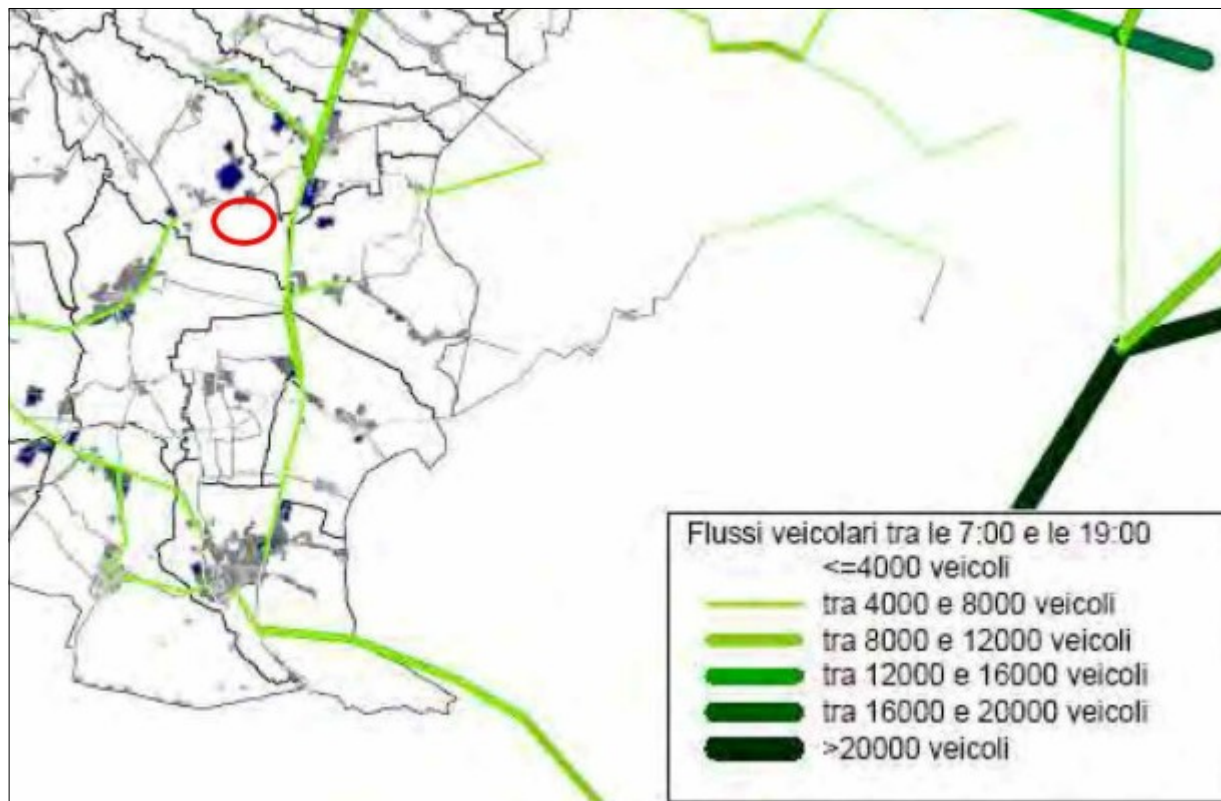 Flussi veicolari tra le 7:00 e le 19:00
<=4000 veicoli
tra 4000 e 8000 veicoli
tra 8000 e 12000 veicoli
tra 12000 e 16000 veicoli
tra 16000 e 20000 veicoli
>20000 veicoli